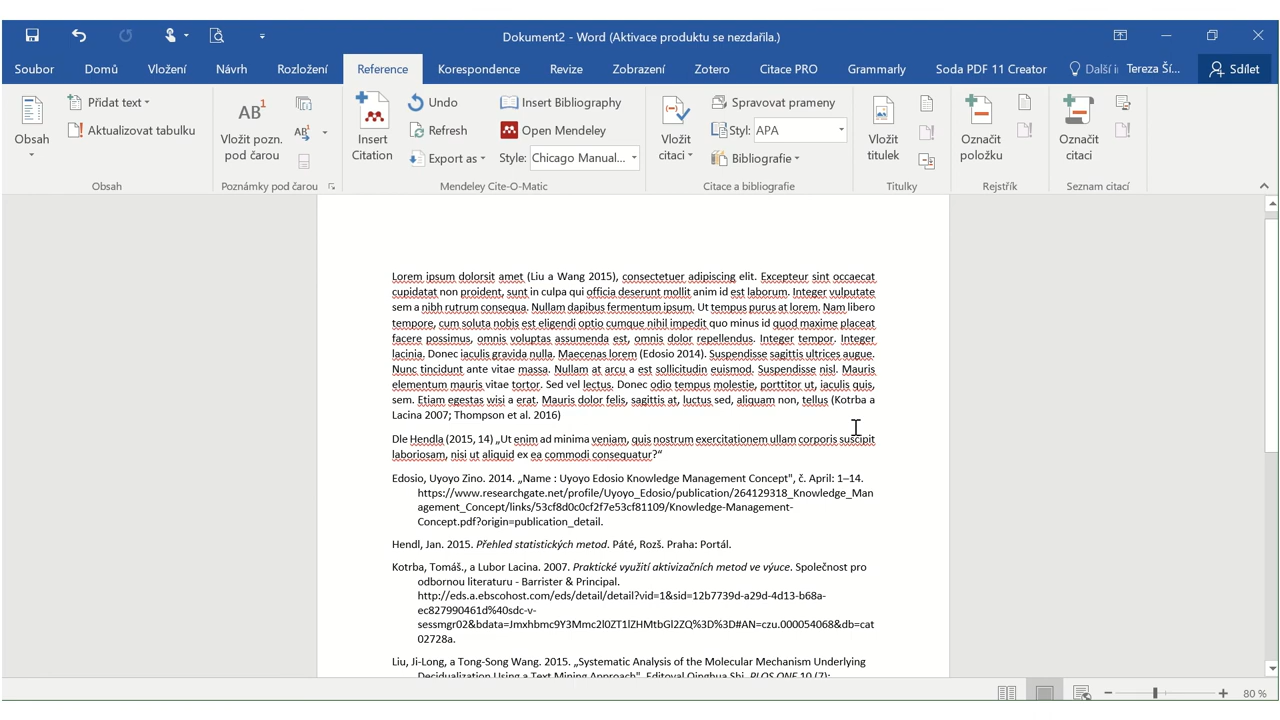 Dokument2 - Word (Aktivace produktu se nezdařila.)
Soubor Domů Vložení Návrh Rozložení Reference Korespondence Revize Zobrazení Zotero Citace PRO Grammarly Soda PDF 11 Creator Další i Tereza Ší... Sdílet
Obsah
Přidat text
Aktualizovat tabulku
Obsah
AB1
Vložit pozn. pod čarou
Poznámky pod čarou
Insert Citation
Undo
Refresh
Export as
Insert Bibliography
Open Mendeley
Style: Chicago Manual...
Mendeley Cite-O-Matic
Vložit citaci
Spravovat prameny
Styl: APA
Bibliografie
Citace a bibliografie
Vložit titulek
Titulky
Označit položku
Rejstřík
Označit citaci
Seznam citací
Lorem ipsum dolorsit amet (Liu a Wang 2015), consectetuer adipiscing elit. Excepteur sint occaecat
cupidatat non proident, sunt in culpa qui officia deserunt mollit anim id est laborum. Integer vulputate
sem a nibh rutrum consequa. Nullam dapibus fermentum ipsum. Ut tempus purus at lorem. Nam libero
tempore, cum soluta nobis est eligendi optio cumque nihil impedit quo minus id quod maxime placeat
facere possimus, omnis voluptas assumenda est, omnis dolor repellendus. Integer tempor. Integer
lacinia. Donec iaculis gravida nulla. Maecenas lorem (Edosio 2014). Suspendisse sagittis ultrices augue.
Nunc tincidunt ante vitae massa. Nullam at arcu a est sollicitudin euismod. Suspendisse nisl. Mauris
elementum mauris vitae tortor. Sed vel lectus. Donec odio tempus molestie, porttitor ut, iaculis quis,
sem. Etiam egestas wisi a erat. Mauris dolor felis, sagittis at, luctus sed, aliquam non, tellus (Kotrba a
Lacina 2007; Thompson et al. 2016)
Dle Hendla (2015, 14) „Ut enim ad minima veniam, quis nostrum exercitationem ullam corporis suscipit
laboriosam, nisi ut aliquid ex ea commodi consequatur?“
Edosio, Uyoyo Zino. 2014. „Name : Uyoyo Edosio Knowledge Management Concept", č. April: 1–14.
https://www.researchgate.net/profile/Uyoyo_Edosio/publication/264129318_Knowledge_Man
agement_Concept/links/53cf8d0c0cf2f7e53cf81109/Knowledge-Management-
Concept.pdf?origin=publication_detail.
Hendl, Jan. 2015. Přehled statistických metod. Páté, Rozš. Praha: Portál.
Kotrba, Tomáš., a Lubor Lacina. 2007. Praktické využití aktivizačních metod ve výuce. Společnost pro
odbornou literaturu - Barrister & Principal.
http://eds.a.ebscohost.com/eds/detail/detail?vid=1&sid=12b7739d-a29d-4d13-b68a-
ec827990461d%40sdc-v-
sessmgr02&bdata=Jmxhbmc9Y3Mmc2l0ZT1lZHMtbGl2ZQ%3D%3D#AN=czu.000054068&db=cat
02728a.
Liu, Ji-Long, a Tong-Song Wang. 2015. „Systematic Analysis of the Molecular Mechanism Underlying
Decidualization Using a Text Mining Approach". Editoval Qinghua Shi. PLOS ONE 10 (7):
80 %